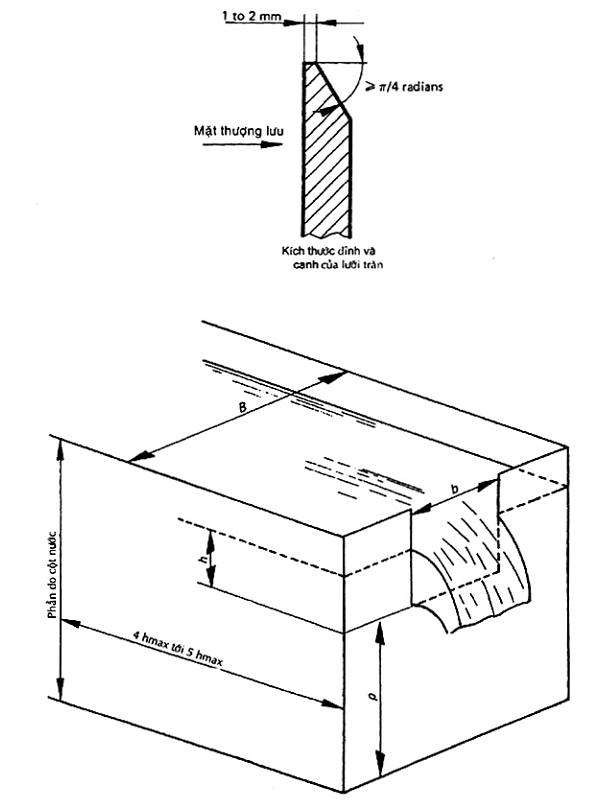 1 to 2 mm
⩾ π/4 radians
Mặt thượng lưu
Kích thước đỉnh và
cạnh của lưỡi tràn
B
b
h
Phần do cột nước
4 hmax tới 5 hmax
p